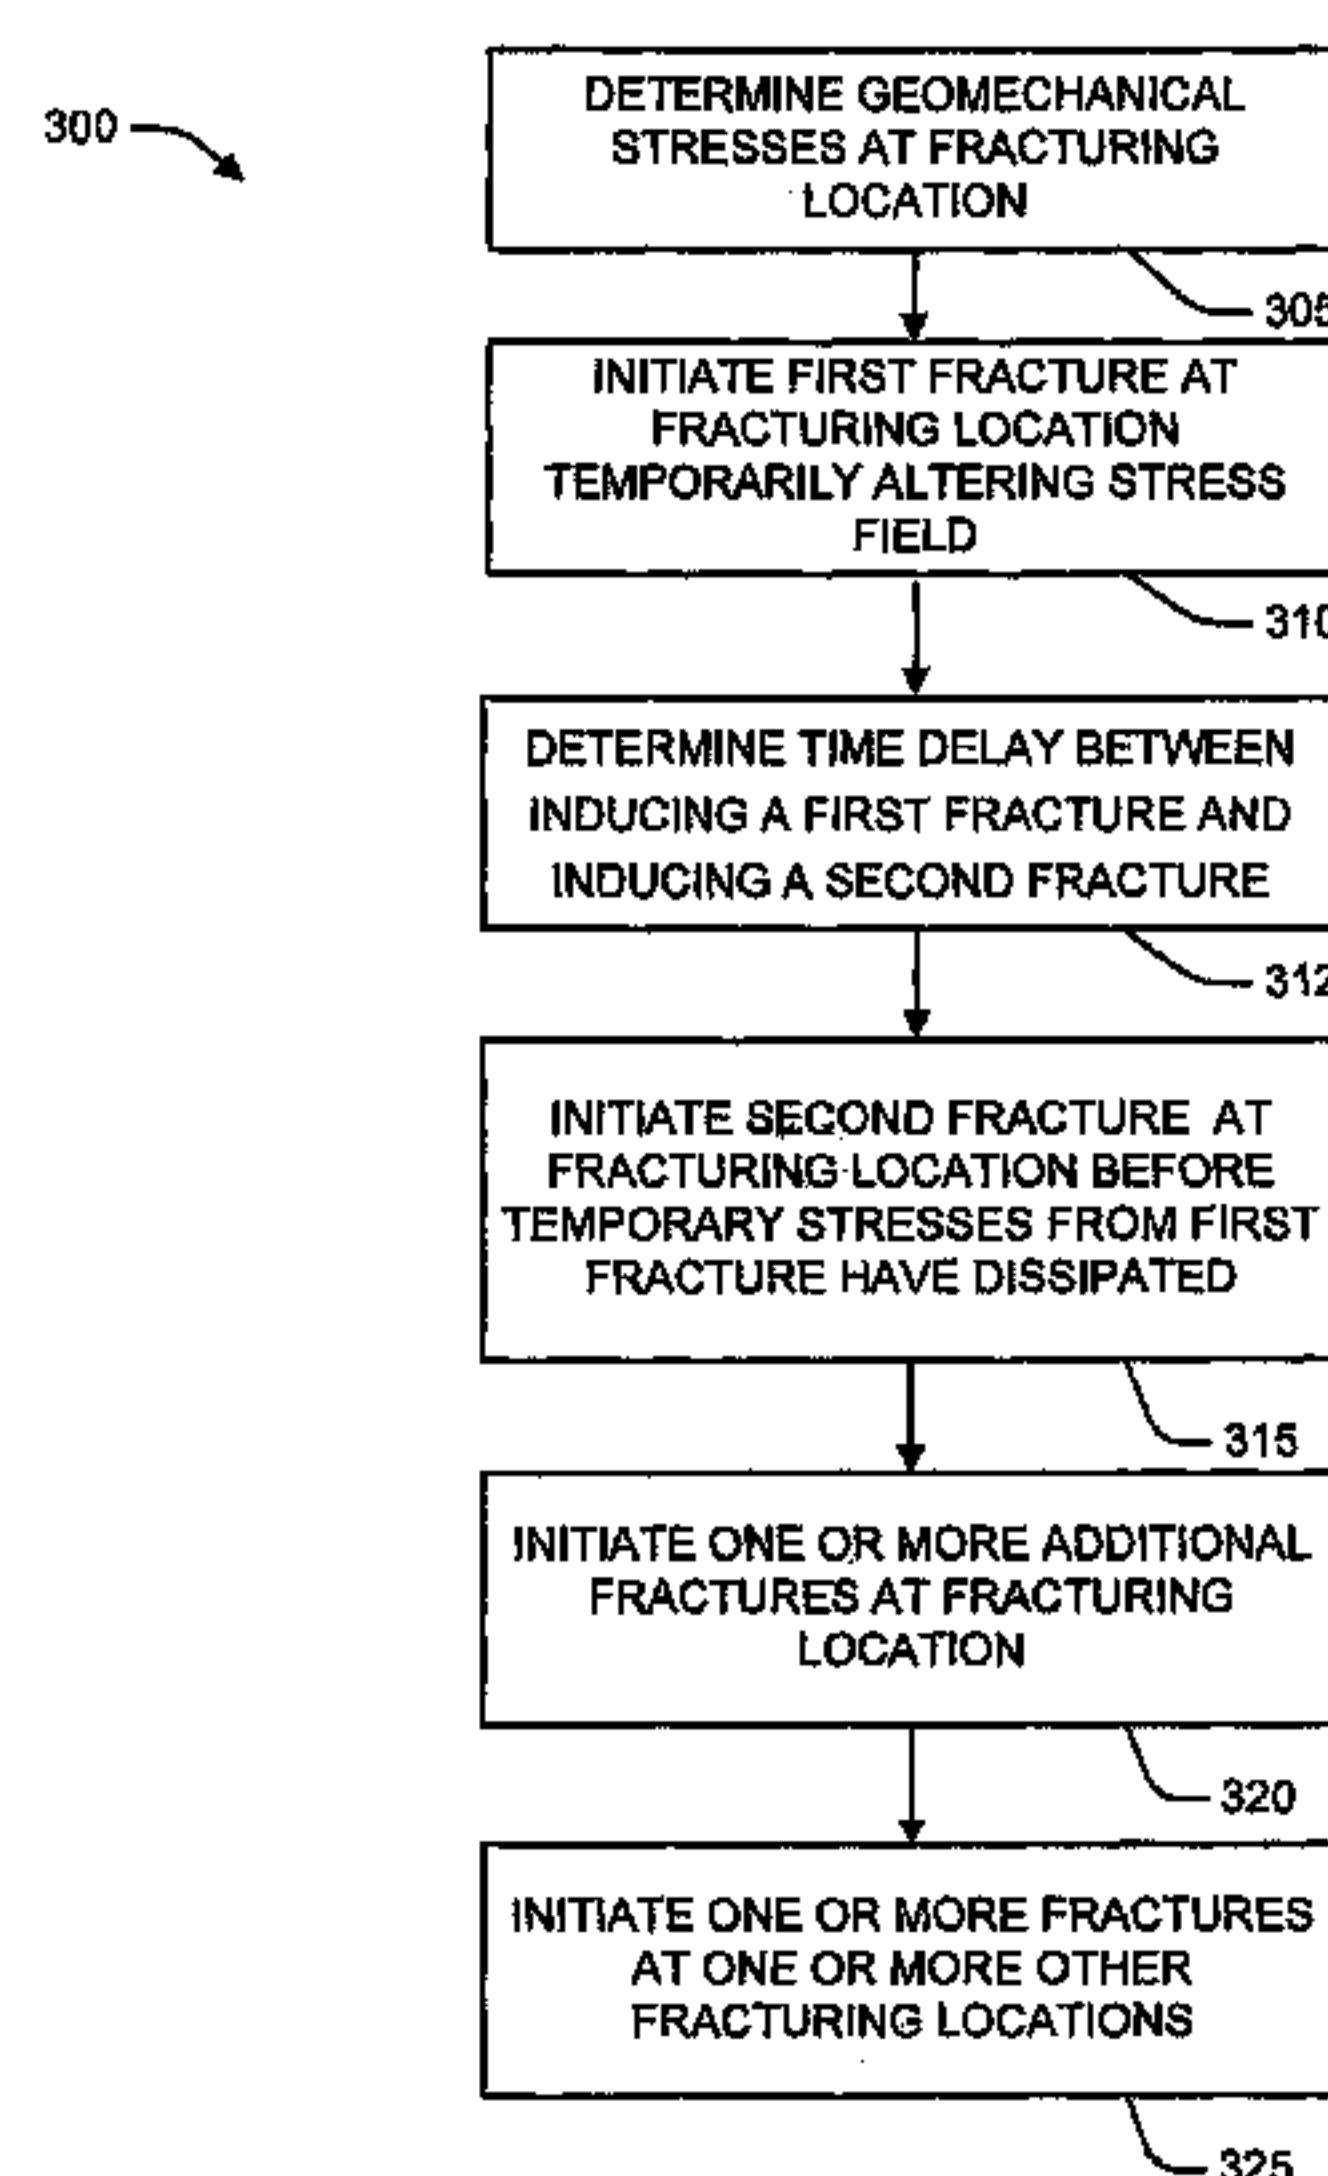 300
DETERMINE GEOMECHANICAL
STRESSES AT FRACTURING
LOCATION
305
INITIATE FIRST FRACTURE AT
FRACTURING LOCATION
TEMPORARILY ALTERING STRESS
FIELD
310
DETERMINE TIME DELAY BETWEEN
INDUCING A FIRST FRACTURE AND
INDUCING A SECOND FRACTURE
312
INITIATE SECOND FRACTURE AT
FRACTURING LOCATION BEFORE
TEMPORARY STRESSES FROM FIRST
FRACTURE HAVE DISSIPATED
315
INITIATE ONE OR MORE ADDITIONAL
FRACTURES AT FRACTURING
LOCATION
320
INITIATE ONE OR MORE FRACTURES
AT ONE OR MORE OTHER
FRACTURING LOCATIONS
325